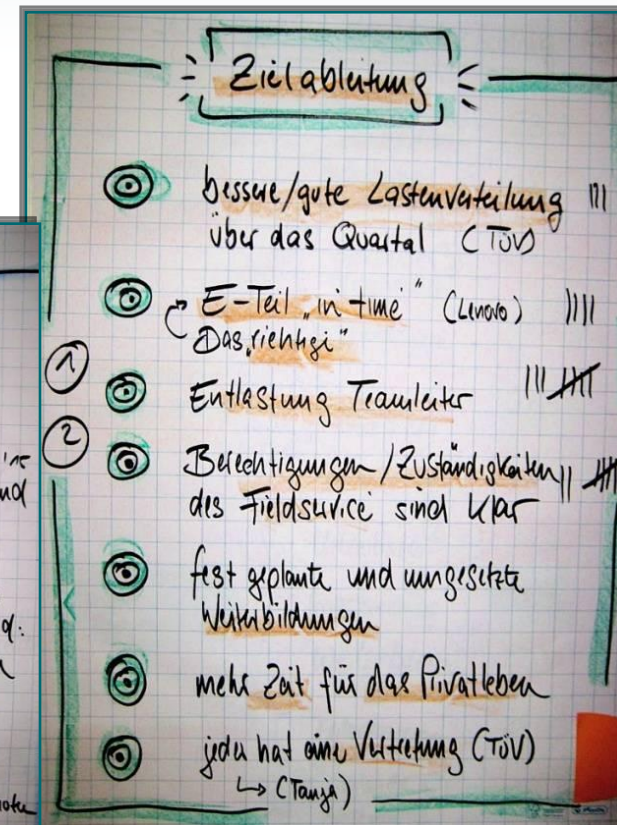 Zielableitung
bessere/gute Lastenverteilung |||
über das Quartal (TÜV)
E-Teil „in time" (Lenovo) ||||
Das „richtige"
1
Entlastung Teamleiter ||| ||||
2
Berechtigungen/Zuständigkeiten || ||||
des Fieldservice sind klar
fest geplante und umgesetzte
Weiterbildungen
mehr Zeit für das Privatleben
jeder hat eine Vertretung (TÜV)
(Tanja)